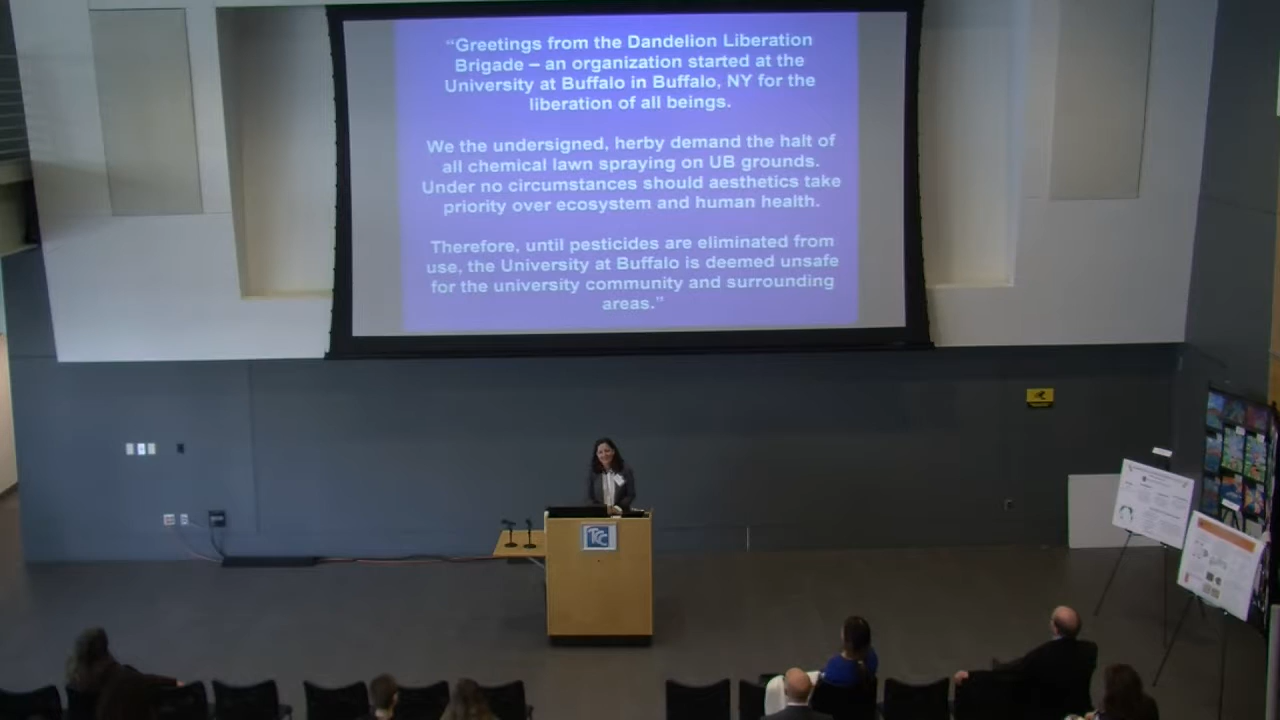 “Greetings from the Dandelion Liberation
Brigade – an organization started at the
University at Buffalo in Buffalo, NY for the
liberation of all beings.
We the undersigned, herby demand the halt of
all chemical lawn spraying on UB grounds.
Under no circumstances should aesthetics take
priority over ecosystem and human health.
Therefore, until pesticides are eliminated from
use, the University at Buffalo is deemed unsafe
for the university community and surrounding
areas.”
TCC